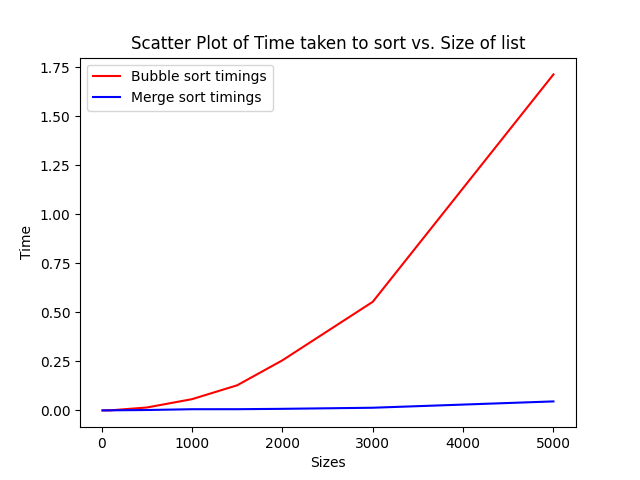 Scatter Plot of Time taken to sort vs. Size of list
Bubble sort timings
Merge sort timings
1.75
1.50
1.25
1.00
0.75
0.50
0.25
0.00
Time
0 1000 2000 3000 4000 5000
Sizes